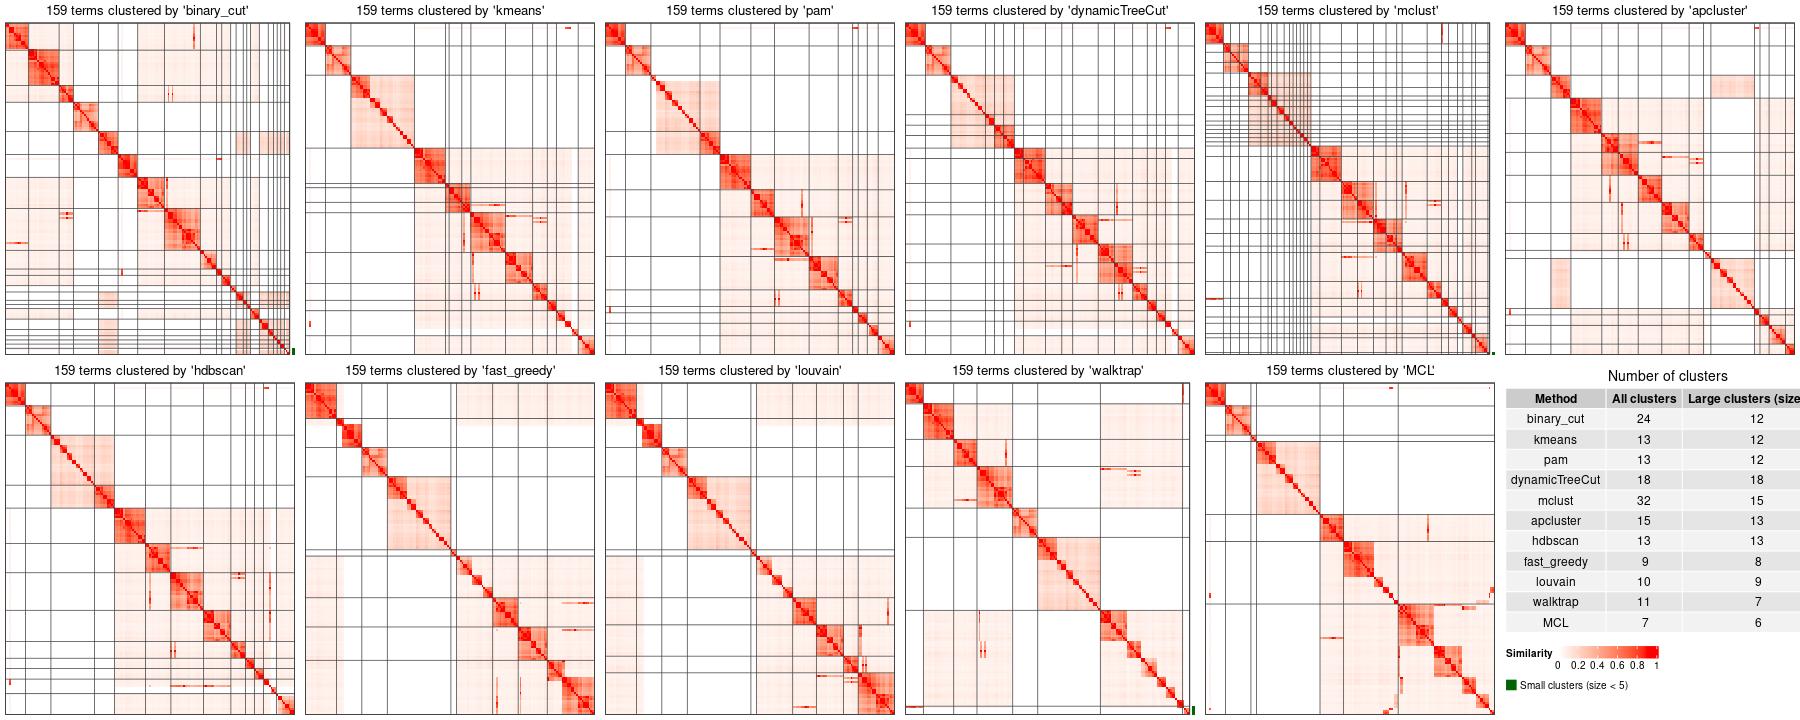 159 terms clustered by 'binary_cut'
159 terms clustered by 'kmeans'
159 terms clustered by 'pam'
159 terms clustered by 'dynamicTreeCut'
159 terms clustered by 'mclust'
159 terms clustered by 'apcluster'
159 terms clustered by 'hdbscan'
159 terms clustered by 'fast_greedy'
159 terms clustered by 'louvain'
159 terms clustered by 'walktrap'
159 terms clustered by 'MCL'
Number of clusters
Method All clusters Large clusters (size
binary_cut 24 12
kmeans 13 12
pam 13 12
dynamicTreeCut 18 18
mclust 32 15
apcluster 15 13
hdbscan 13 13
fast_greedy 9 8
louvain 10 9
walktrap 11 7
MCL 7 6
Similarity
0 0.2 0.4 0.6 0.8 1
Small clusters (size < 5)